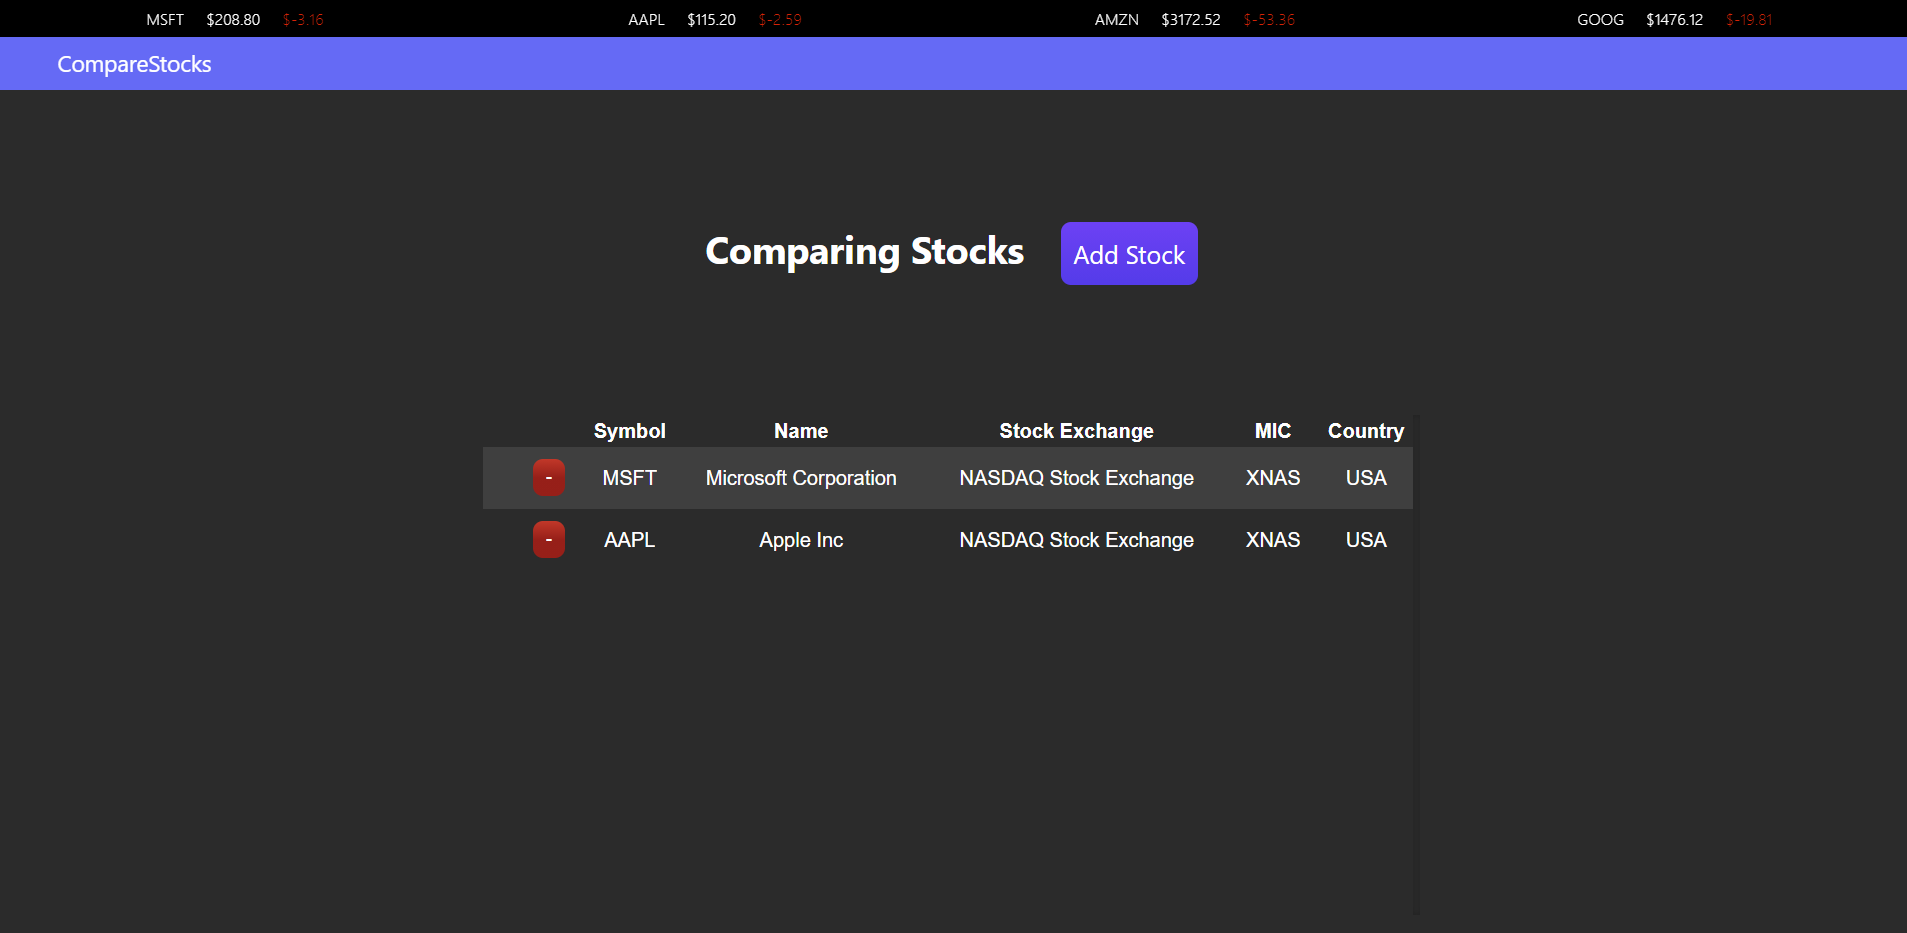 MSFT $208.80 $-3.16 AAPL $115.20 $-2.59 AMZN $3172.52 $-53.36 GOOG $1476.12 $-19.81
CompareStocks
Comparing Stocks Add Stock
Symbol Name Stock Exchange MIC Country
- MSFT Microsoft Corporation NASDAQ Stock Exchange XNAS USA
- AAPL Apple Inc NASDAQ Stock Exchange XNAS USA